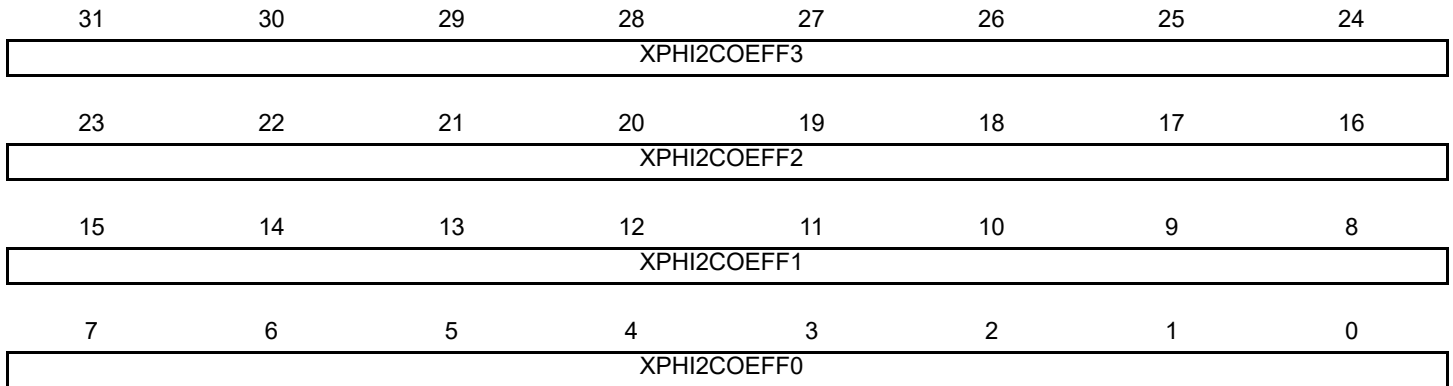 31 30 29 28 27 26 25 24
XPHI2COEFF3
23 22 21 20 19 18 17 16
XPHI2COEFF2
15 14 13 12 11 10 9 8
XPHI2COEFF1
7 6 5 4 3 2 1 0
XPHI2COEFF0